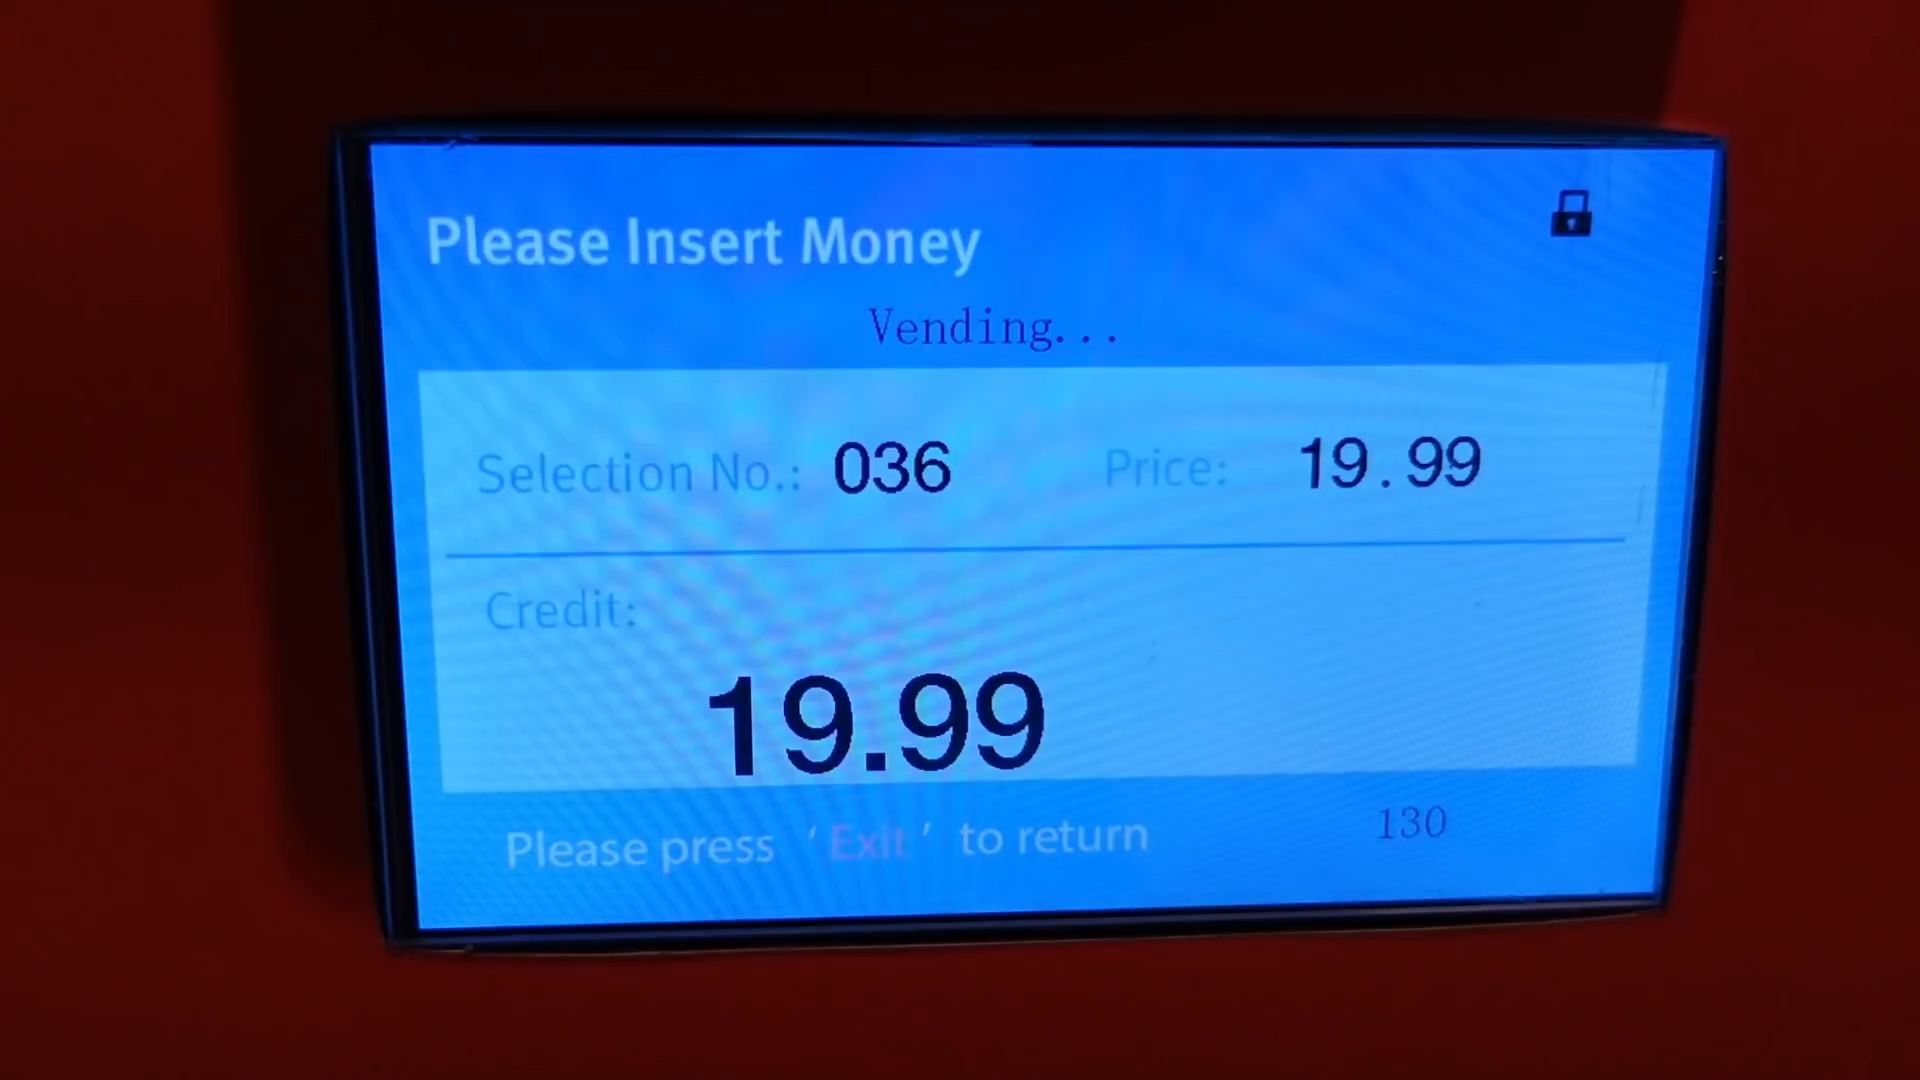 Please Insert Money
Vending...
Selection No.: 036 Price: 19.99
Credit:
19.99
Please press 'Exit' to return 130